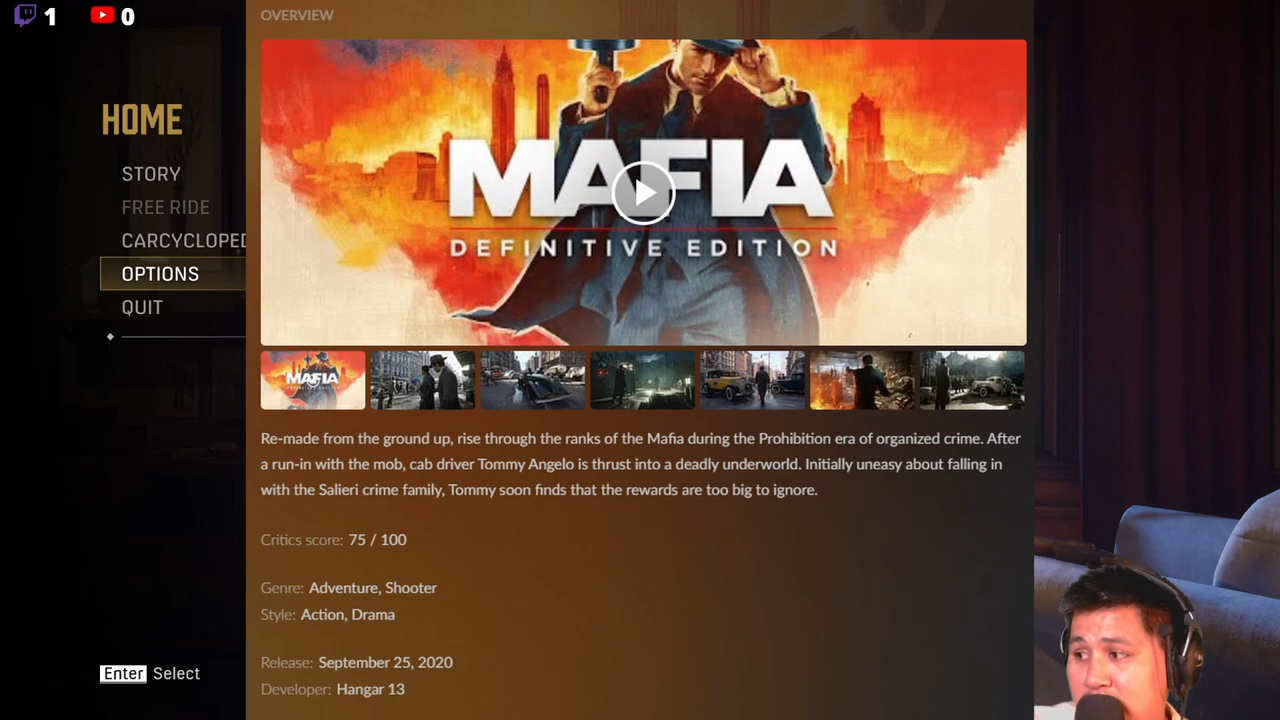 1
0
HOME
STORY
FREE RIDE
CARCYCLOPED
OPTIONS
QUIT
Enter Select
OVERVIEW
MAFIA
DEFINITIVE EDITION
MAFIA
Re-made from the ground up, rise through the ranks of the Mafia during the Prohibition era of organized crime. After
a run-in with the mob, cab driver Tommy Angelo is thrust into a deadly underworld. Initially uneasy about falling in
with the Salieri crime family, Tommy soon finds that the rewards are too big to ignore.
Critics score: 75 / 100
Genre: Adventure, Shooter
Style: Action, Drama
Release: September 25, 2020
Developer: Hangar 13